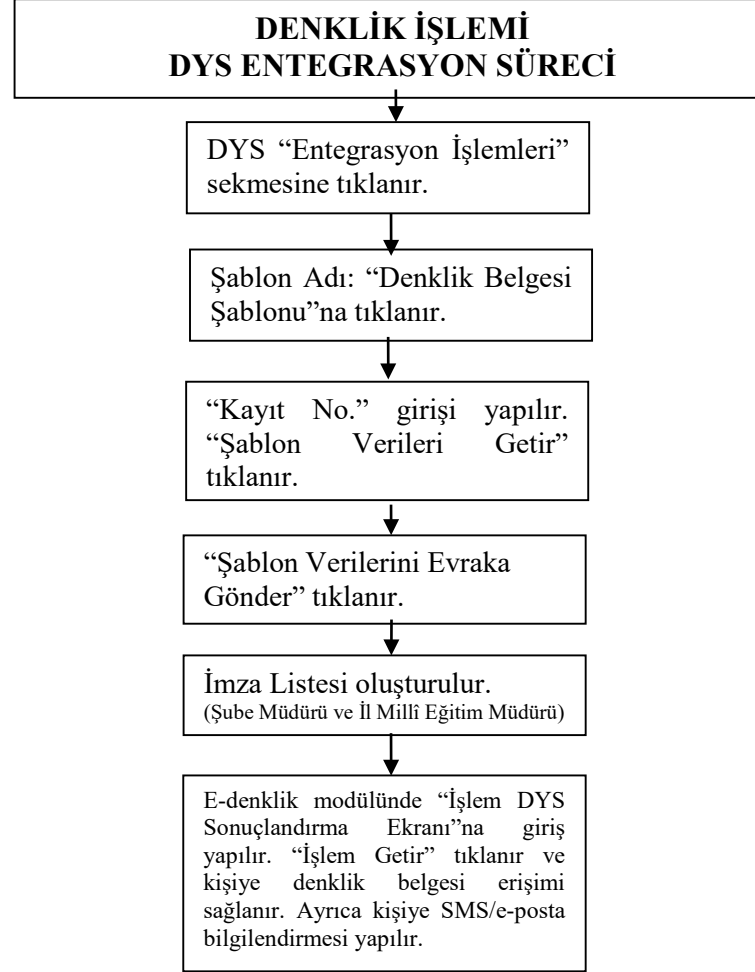 DENKLİK İŞLEMİ
DYS ENTEGRASYON SÜRECİ
DYS “Entegrasyon İşlemleri”
sekmesine tıklanır.
Şablon Adı: “Denklik Belgesi
Şablonu”na tıklanır.
“Kayıt No.” girişi yapılır.
“Şablon Verileri Getir”
tıklanır.
“Şablon Verilerini Evraka
Gönder” tıklanır.
İmza Listesi oluşturulur.
(Şube Müdürü ve İl Millî Eğitim Müdürü)
E-denklik modülünde “İşlem DYS
Sonuçlandırma Ekranı”na giriş
yapılır. “İşlem Getir” tıklanır ve
kişiye denklik belgesi erişimi
sağlanır. Ayrıca kişiye SMS/e-posta
bilgilendirmesi yapılır.